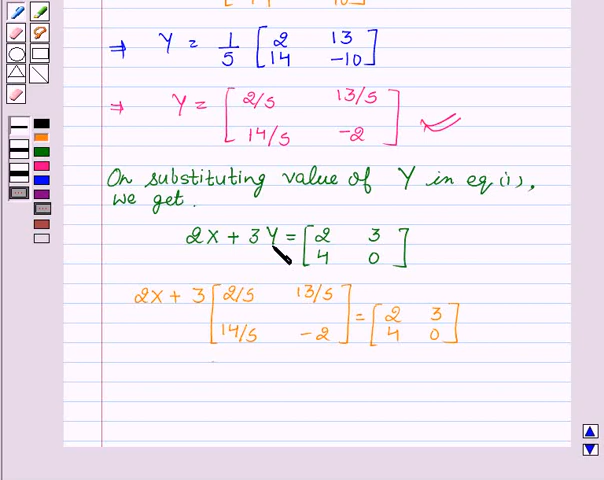 ⇒ Y = 1/5 [ 2 13
14 -10 ]
⇒ Y = [ 2/5 13/5
14/5 -2 ]
On substituting value of Y in eq (i),
we get.
2X + 3Y = [ 2 3
4 0 ]
2X + 3 [ 2/5 13/5
14/5 -2 ] = [ 2 3
4 0 ]